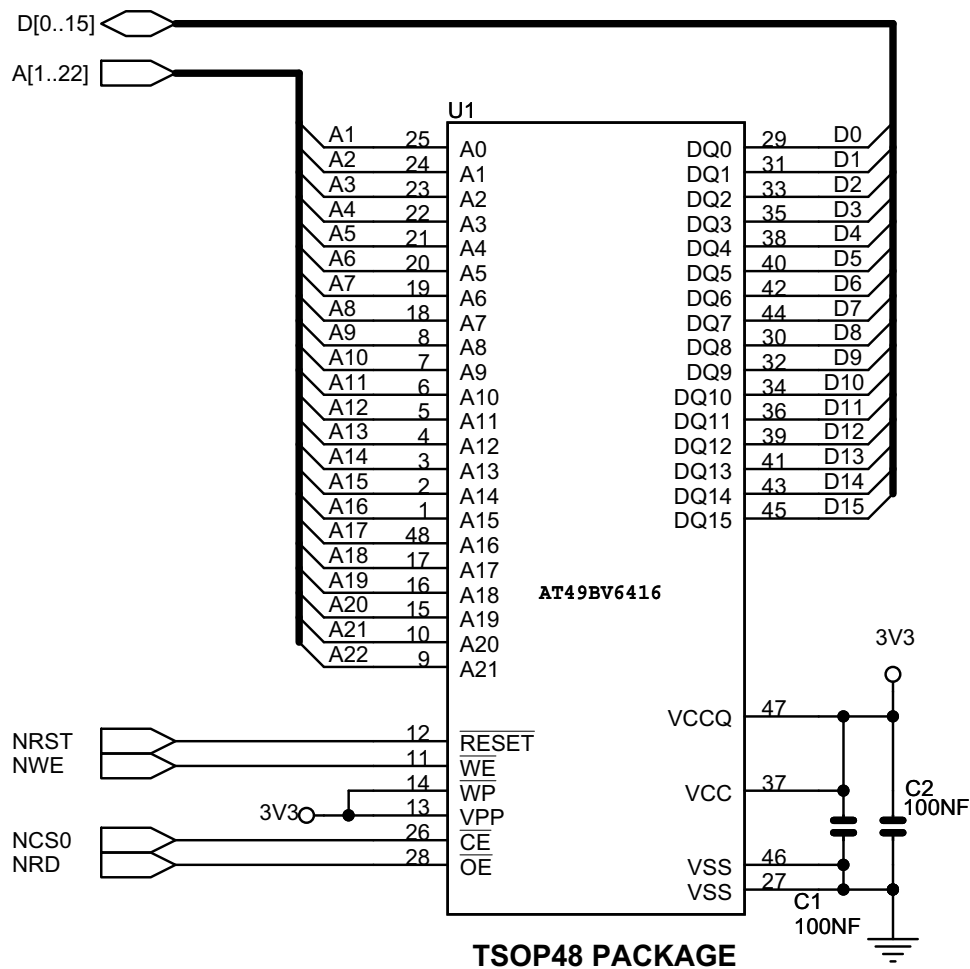 D[0..15]
A[1..22]
U1
A1 25 A0 DQ0 29 D0
A2 24 A1 DQ1 31 D1
A3 23 A2 DQ2 33 D2
A4 22 A3 DQ3 35 D3
A5 21 A4 DQ4 38 D4
A6 20 A5 DQ5 40 D5
A7 19 A6 DQ6 42 D6
A8 18 A7 DQ7 44 D7
A9 8 A8 DQ8 30 D8
A10 7 A9 DQ9 32 D9
A11 6 A10 DQ10 34 D10
A12 5 A11 DQ11 36 D11
A13 4 A12 DQ12 39 D12
A14 3 A13 DQ13 41 D13
A15 2 A14 DQ14 43 D14
A16 1 A15 DQ15 45 D15
A17 48 A16
A18 17 A17
A19 16 A18
AT49BV6416
A20 15 A19
A21 10 A20
A22 9 A21
3V3
VCCQ 47
NRST 12 RESET
NWE 11 WE
14 WP
VCC 37
C2
100NF
3V3 13 VPP
NCS0 26 CE
NRD 28 OE
VSS 46
VSS 27
C1
100NF
TSOP48 PACKAGE